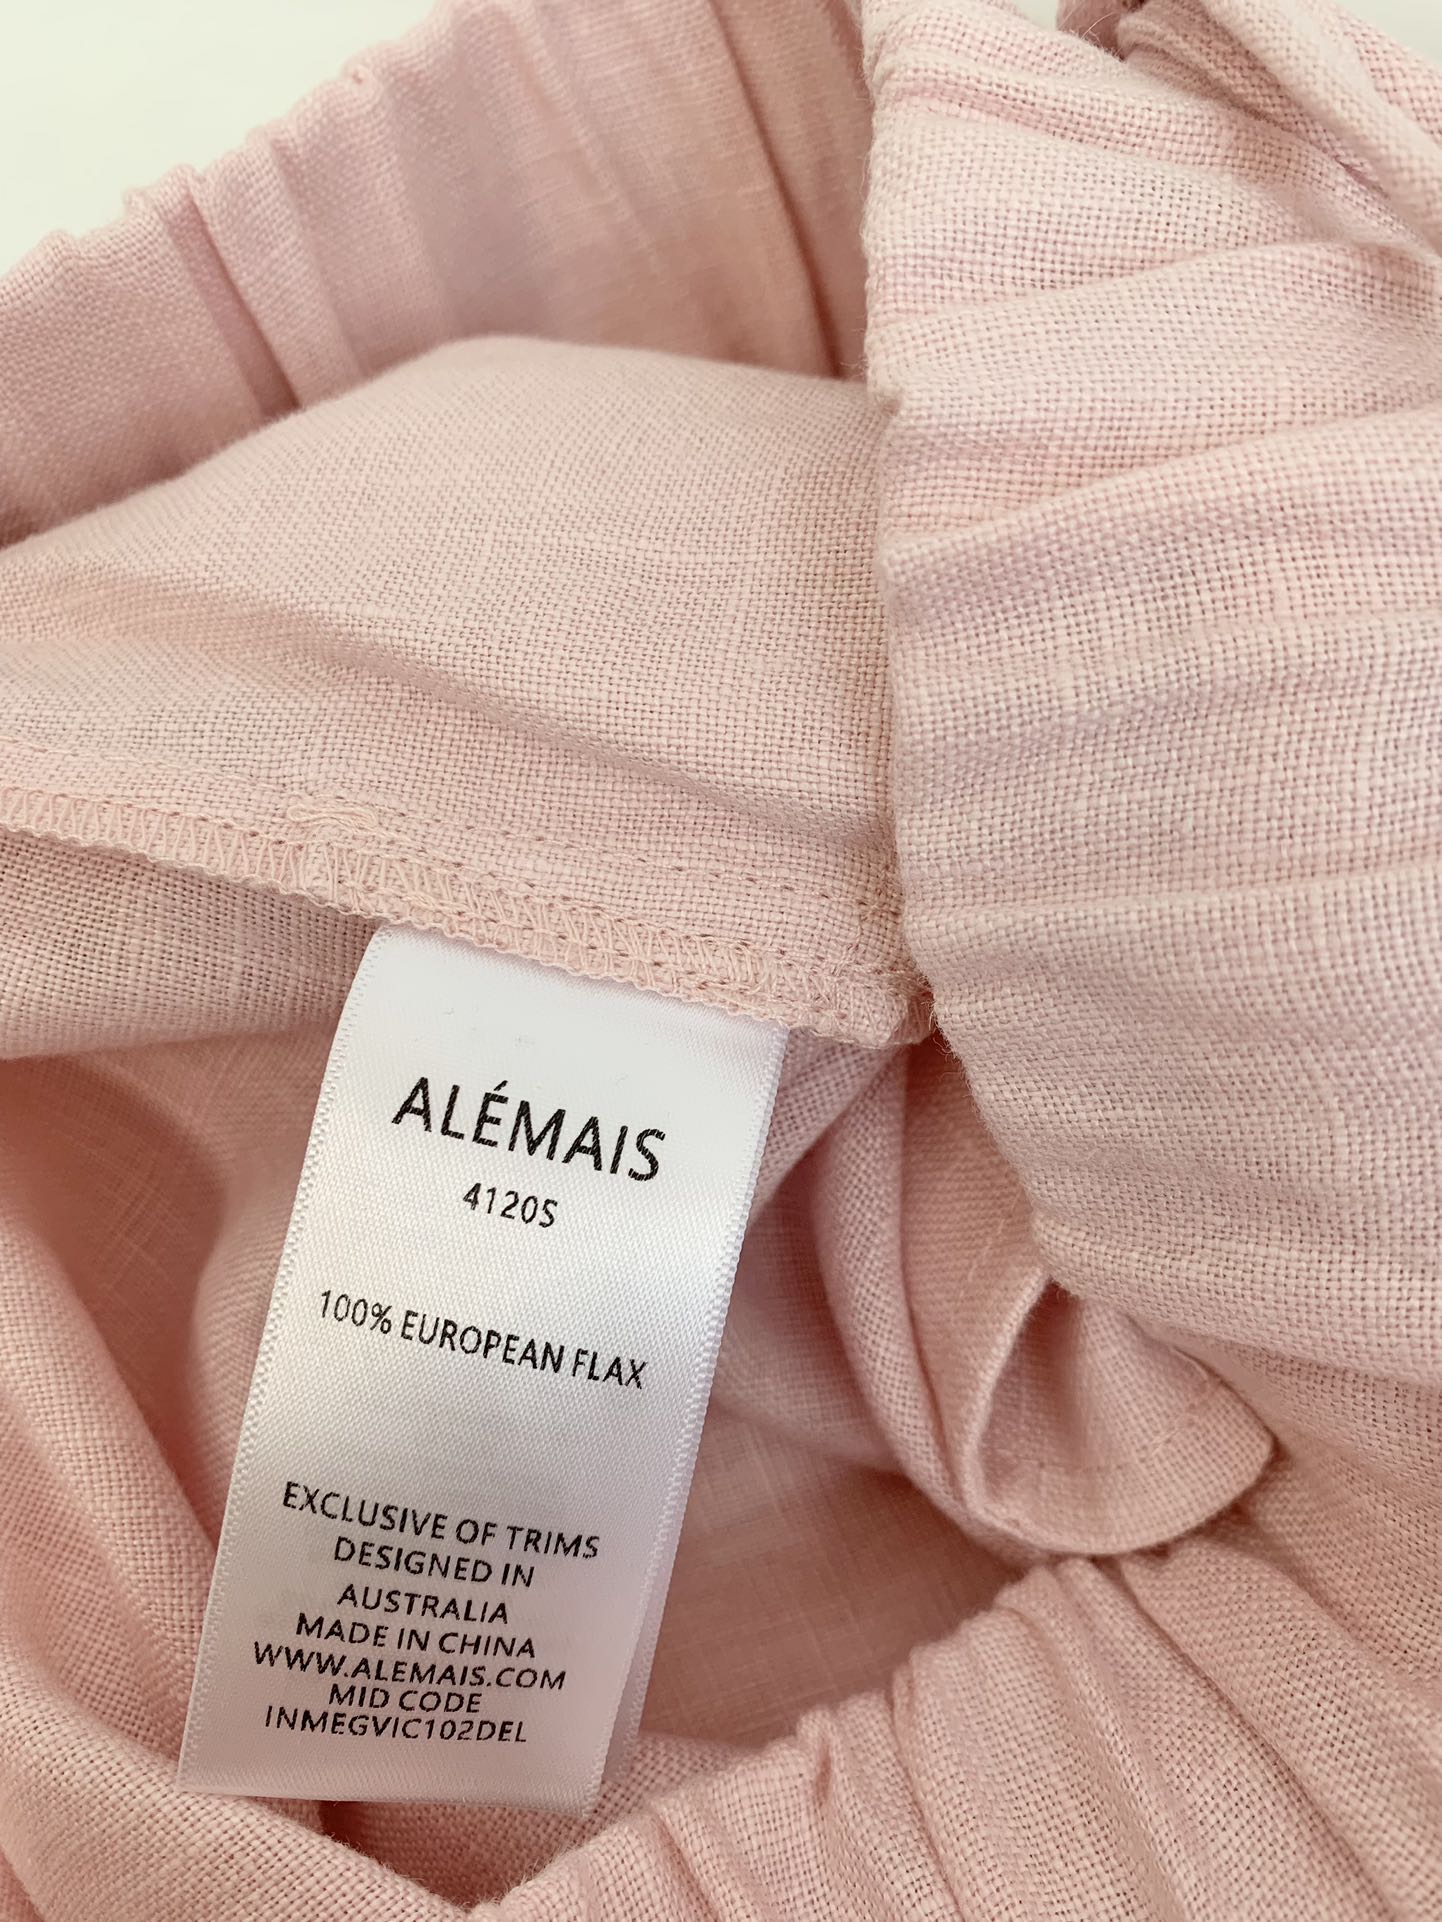 ALÉMAIS
4120S
100% EUROPEAN FLAX
EXCLUSIVE OF TRIMS
DESIGNED IN
AUSTRALIA
MADE IN CHINA
WWW.ALEMAIS.COM
MID CODE
INMEGVIC102DEL